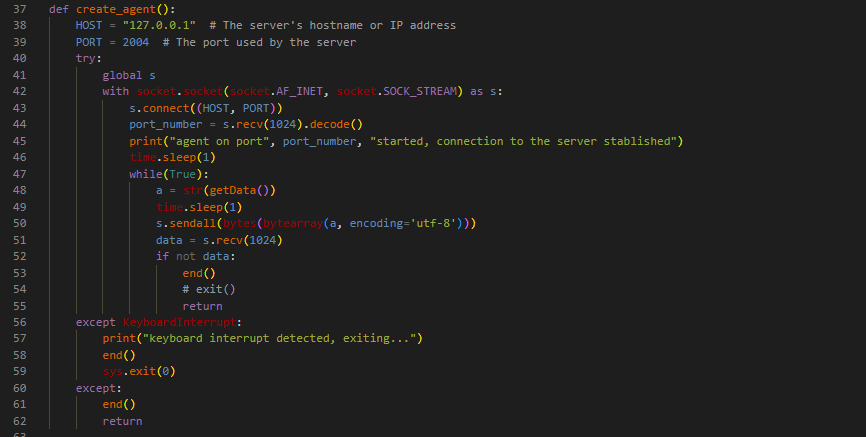 37 def create_agent():
38     HOST = "127.0.0.1"  # The server's hostname or IP address
39     PORT = 2004  # The port used by the server
40     try:
41         global s
42         with socket.socket(socket.AF_INET, socket.SOCK_STREAM) as s:
43             s.connect((HOST, PORT))
44             port_number = s.recv(1024).decode()
45             print("agent on port", port_number, "started, connection to the server stablished")
46             time.sleep(1)
47             while(True):
48                 a = str(getData())
49                 time.sleep(1)
50                 s.sendall(bytes(bytearray(a, encoding='utf-8')))
51                 data = s.recv(1024)
52                 if not data:
53                     end()
54                     # exit()
55                     return
56     except KeyboardInterrupt:
57         print("keyboard interrupt detected, exiting...")
58         end()
59         sys.exit(0)
60     except:
61         end()
62         return